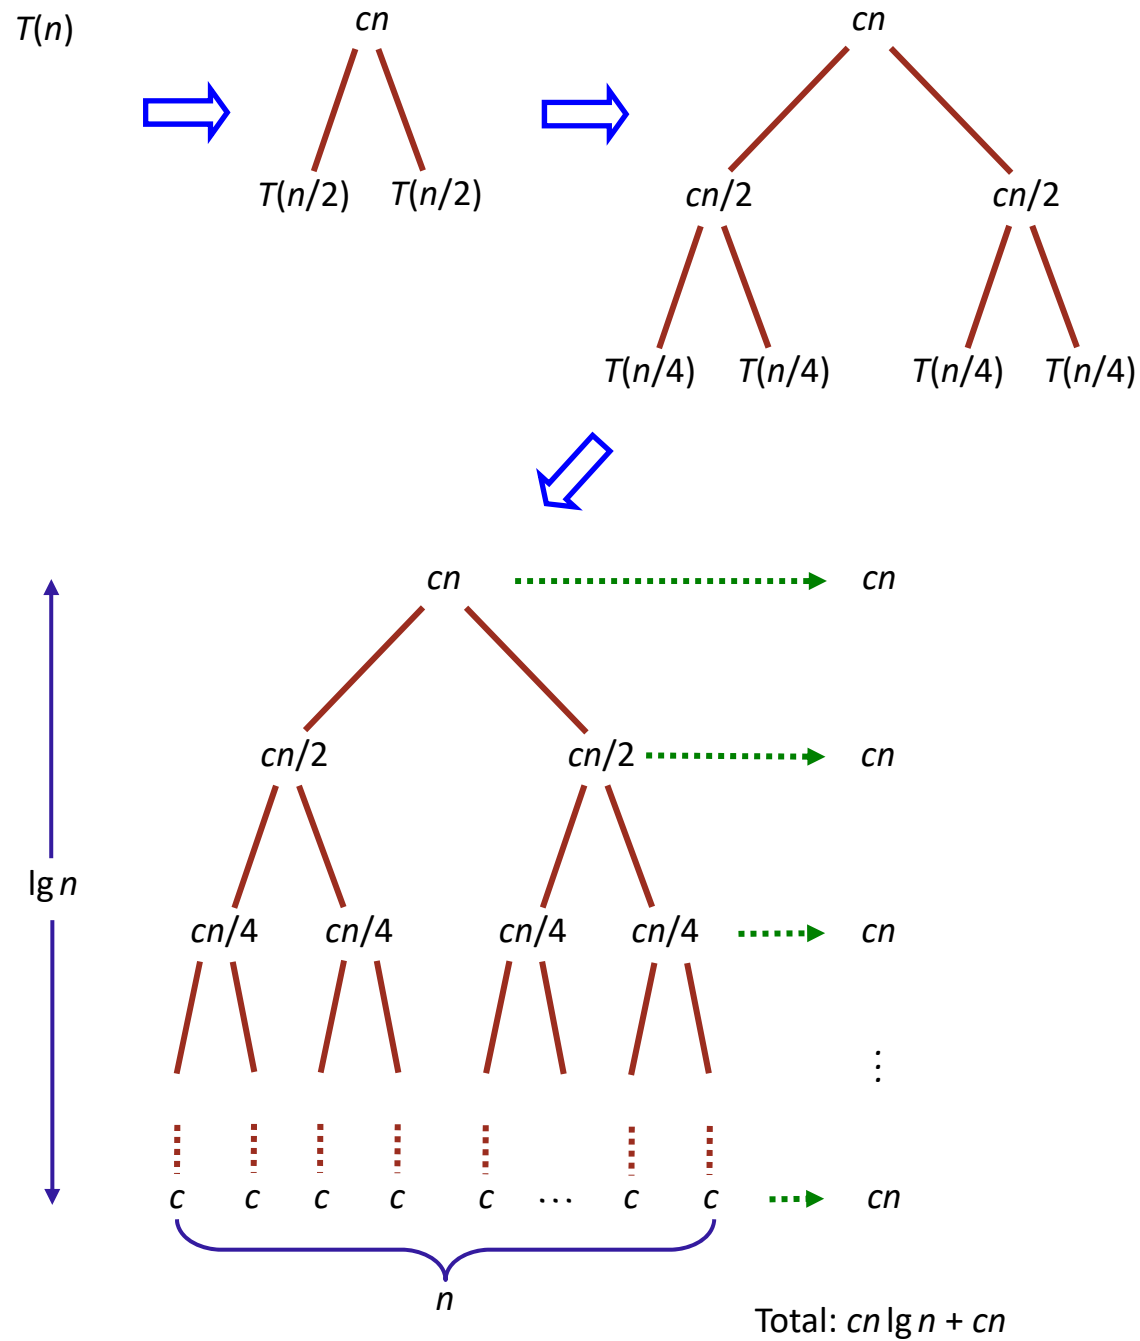 T(n) cn cn
T(n/2) T(n/2) cn/2 cn/2
T(n/4) T(n/4) T(n/4) T(n/4)
cn cn
cn/2 cn/2 cn
lg n
cn/4 cn/4 cn/4 cn/4 cn
⋮
c c c c c ⋯ c c cn
n
Total: cn lg n + cn